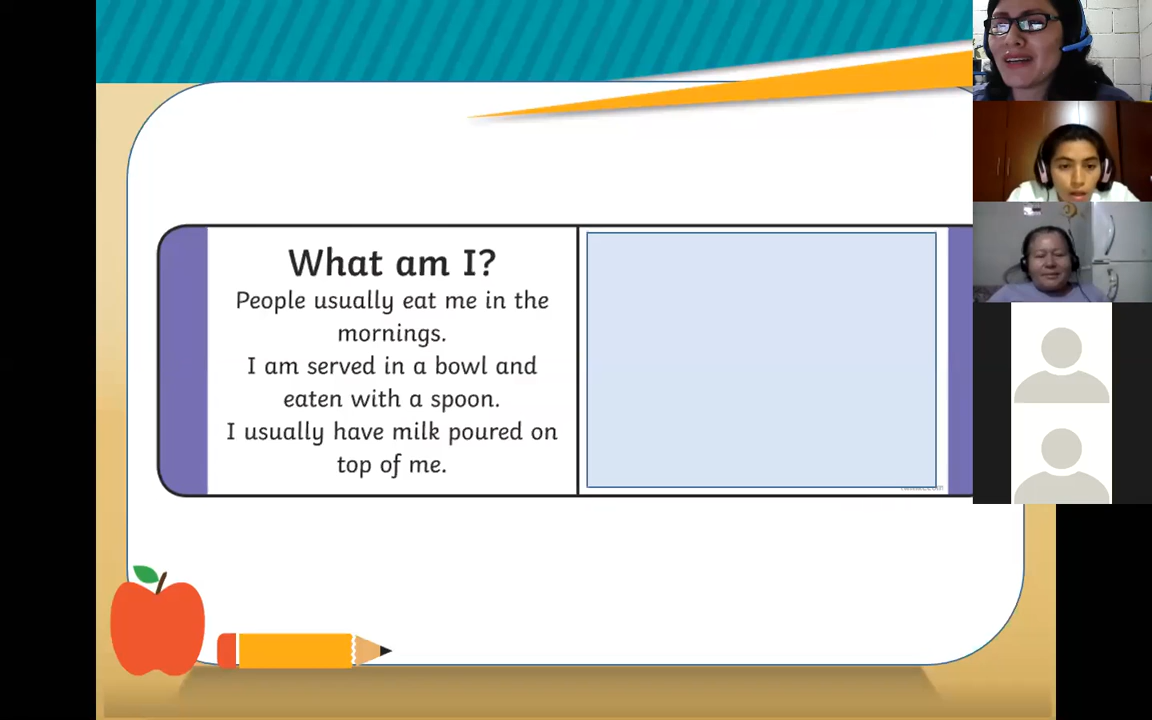 What am I?
People usually eat me in the
mornings.
I am served in a bowl and
eaten with a spoon.
I usually have milk poured on
top of me.